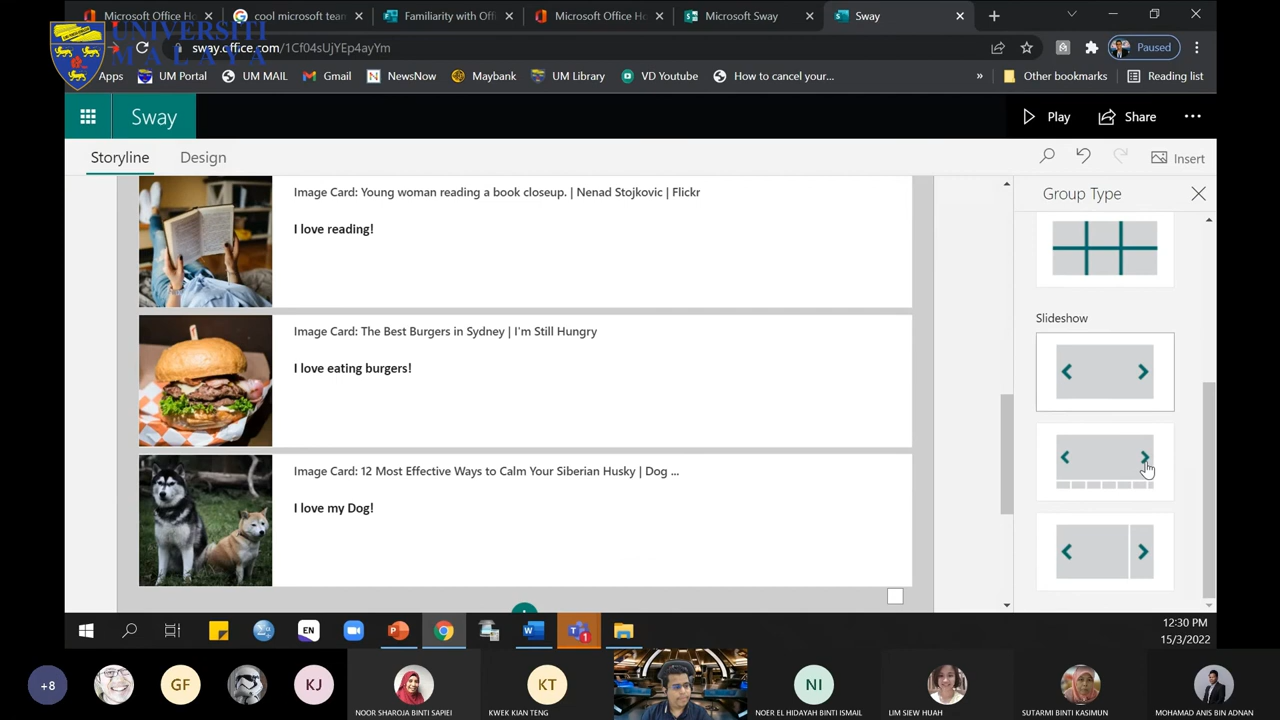 Microsoft Office Ho
cool microsoft team
Familiarity with Off
Microsoft Office Ho
Microsoft Sway
Sway
UNIVERSITI
MALAYA
sway.office.com/1Cf04sUjYEp4ayYm
Paused
Apps
UM Portal
UM MAIL
Gmail
NewsNow
Maybank
UM Library
VD Youtube
How to cancel your...
»
Other bookmarks
Reading list
Sway
Play
Share
Storyline
Design
Insert
Image Card: Young woman reading a book closeup. | Nenad Stojkovic | Flickr
I love reading!
Image Card: The Best Burgers in Sydney | I'm Still Hungry
I love eating burgers!
Image Card: 12 Most Effective Ways to Calm Your Siberian Husky | Dog ...
I love my Dog!
Group Type
Slideshow
EN
1
12:30 PM
15/3/2022
+8
GF
KJ
KT
NI
NOOR SHAROJA BINTI SAPIEI
KWEK KIAN TENG
NOER EL HIDAYAH BINTI ISMAIL
LIM SIEW HUAH
SUTARMI BINTI KASIMUN
MOHAMAD ANIS BIN ADNAN